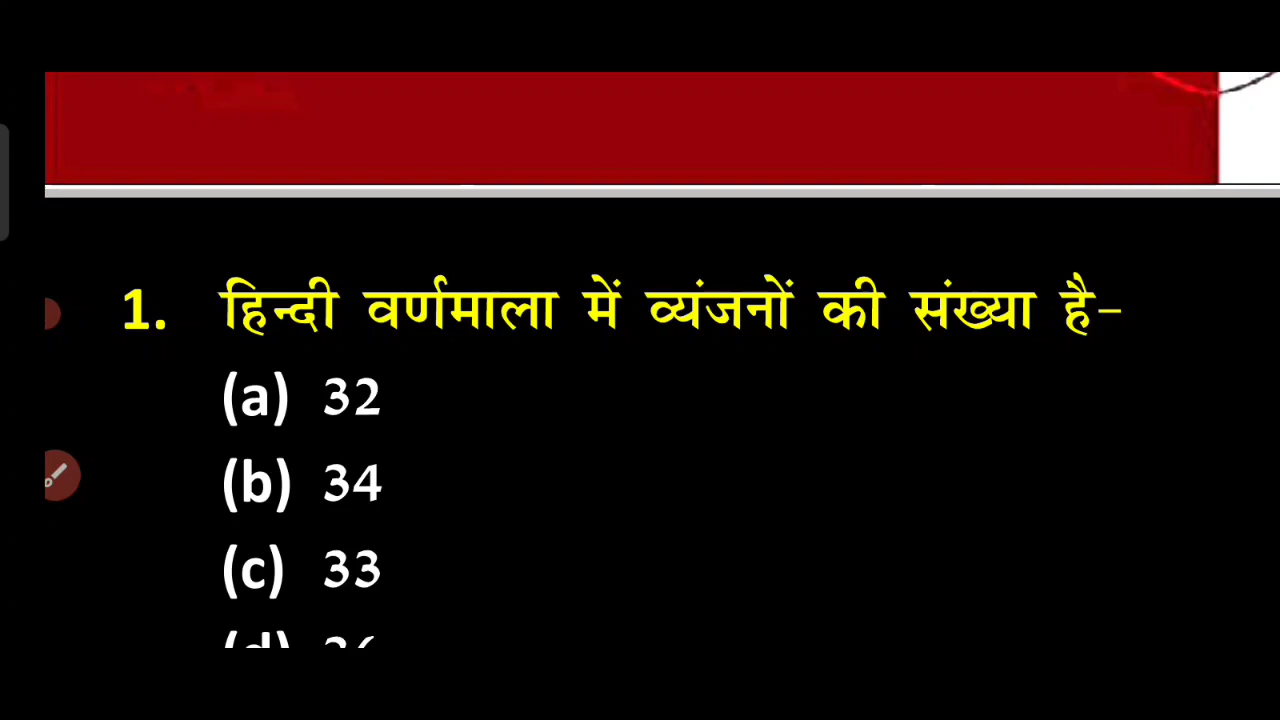 1. हिन्दी वर्णमाला में व्यंजनों की संख्या है-
(a) 32
(b) 34
(c) 33